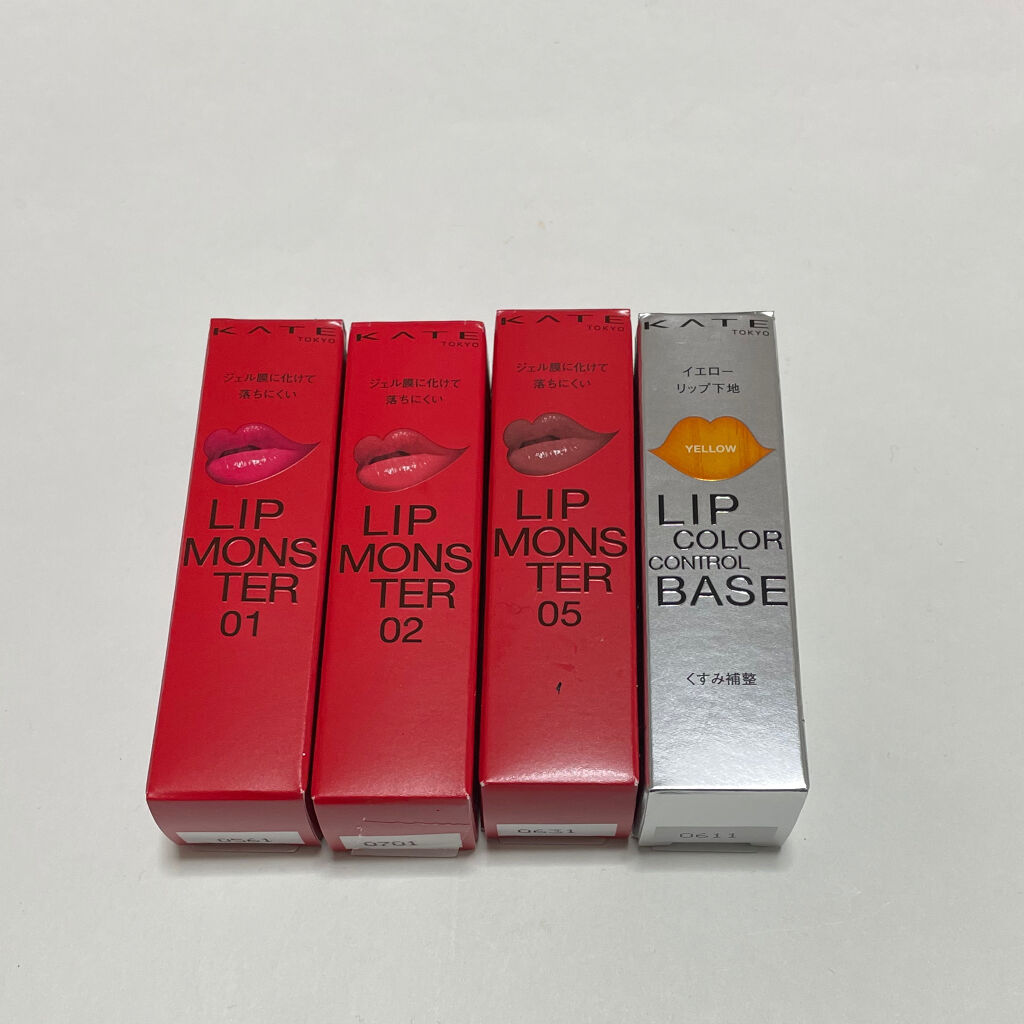 KATE
TOKYO
ジェル膜に化けて
落ちにくい
LIP
MONS
TER
01
0561
KATE
TOKYO
ジェル膜に化けて
落ちにくい
LIP
MONS
TER
02
0701
KATE
TOKYO
ジェル膜に化けて
落ちにくい
LIP
MONS
TER
05
0631
KATE
TOKYO
イエロー
リップ下地
YELLOW
LIP
COLOR
CONTROL
BASE
くすみ補整
0611